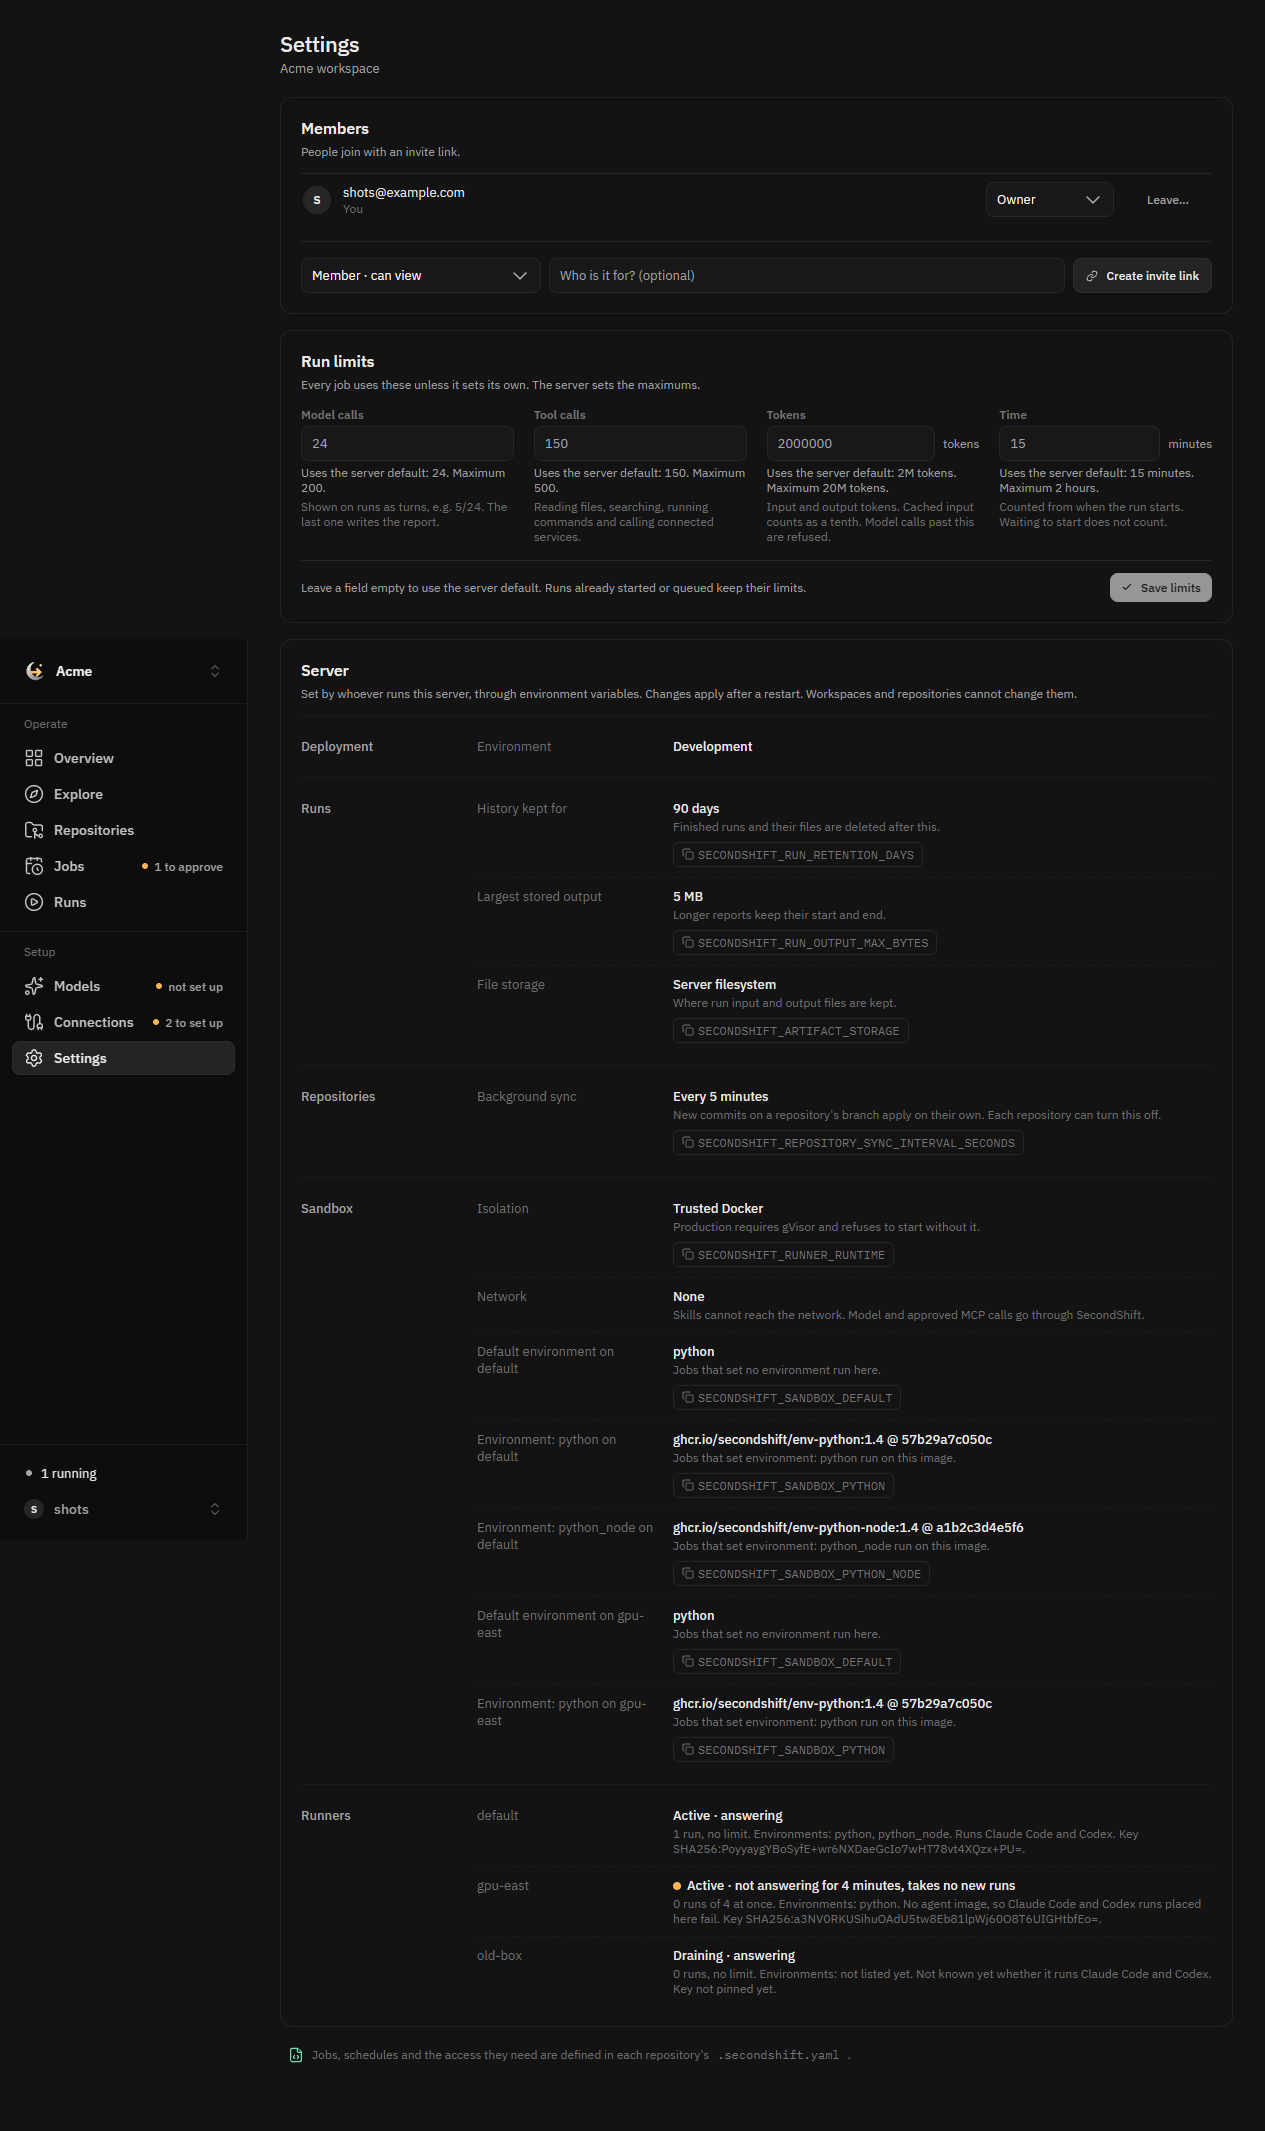 Settings
Acme workspace
Members
People join with an invite link.
S
shots@example.com
You
Owner
Leave...
Member · can view
Who is it for? (optional)
Create invite link
Run limits
Every job uses these unless it sets its own. The server sets the maximums.
Model calls
24
Uses the server default: 24. Maximum
200.
Shown on runs as turns, e.g. 5/24. The
last one writes the report.
Tool calls
150
Uses the server default: 150. Maximum
500.
Reading files, searching, running
commands and calling connected
services.
Tokens
2000000 tokens
Uses the server default: 2M tokens.
Maximum 20M tokens.
Input and output tokens. Cached input
counts as a tenth. Model calls past this
are refused.
Time
15 minutes
Uses the server default: 15 minutes.
Maximum 2 hours.
Counted from when the run starts.
Waiting to start does not count.
Leave a field empty to use the server default. Runs already started or queued keep their limits.
Save limits
Acme
Operate
Overview
Explore
Repositories
Jobs 1 to approve
Runs
Setup
Models not set up
Connections 2 to set up
Settings
1 running
S shots
Server
Set by whoever runs this server, through environment variables. Changes apply after a restart. Workspaces and repositories cannot change them.
Deployment
Environment
Development
Runs
History kept for
90 days
Finished runs and their files are deleted after this.
SECONDSHIFT_RUN_RETENTION_DAYS
Largest stored output
5 MB
Longer reports keep their start and end.
SECONDSHIFT_RUN_OUTPUT_MAX_BYTES
File storage
Server filesystem
Where run input and output files are kept.
SECONDSHIFT_ARTIFACT_STORAGE
Repositories
Background sync
Every 5 minutes
New commits on a repository's branch apply on their own. Each repository can turn this off.
SECONDSHIFT_REPOSITORY_SYNC_INTERVAL_SECONDS
Sandbox
Isolation
Trusted Docker
Production requires gVisor and refuses to start without it.
SECONDSHIFT_RUNNER_RUNTIME
Network
None
Skills cannot reach the network. Model and approved MCP calls go through SecondShift.
Default environment on
default
python
Jobs that set no environment run here.
SECONDSHIFT_SANDBOX_DEFAULT
Environment: python on
default
ghcr.io/secondshift/env-python:1.4 @ 57b29a7c050c
Jobs that set environment: python run on this image.
SECONDSHIFT_SANDBOX_PYTHON
Environment: python_node on
default
ghcr.io/secondshift/env-python-node:1.4 @ a1b2c3d4e5f6
Jobs that set environment: python_node run on this image.
SECONDSHIFT_SANDBOX_PYTHON_NODE
Default environment on gpu-
east
python
Jobs that set no environment run here.
SECONDSHIFT_SANDBOX_DEFAULT
Environment: python on gpu-
east
ghcr.io/secondshift/env-python:1.4 @ 57b29a7c050c
Jobs that set environment: python run on this image.
SECONDSHIFT_SANDBOX_PYTHON
Runners
default
Active · answering
1 run, no limit. Environments: python, python_node. Runs Claude Code and Codex. Key
SHA256:PoyyaygYBoSyfE+wr6NXDaeGcIo7wHT78vt4XQzx+PU=.
gpu-east
Active · not answering for 4 minutes, takes no new runs
0 runs of 4 at once. Environments: python. No agent image, so Claude Code and Codex runs placed
here fail. Key SHA256:a3NV0RKUSihuOAdU5tw8Eb81lpWj60O8T6UIGHtbfEo=.
old-box
Draining · answering
0 runs, no limit. Environments: not listed yet. Not known yet whether it runs Claude Code and Codex.
Key not pinned yet.
Jobs, schedules and the access they need are defined in each repository's .secondshift.yaml .